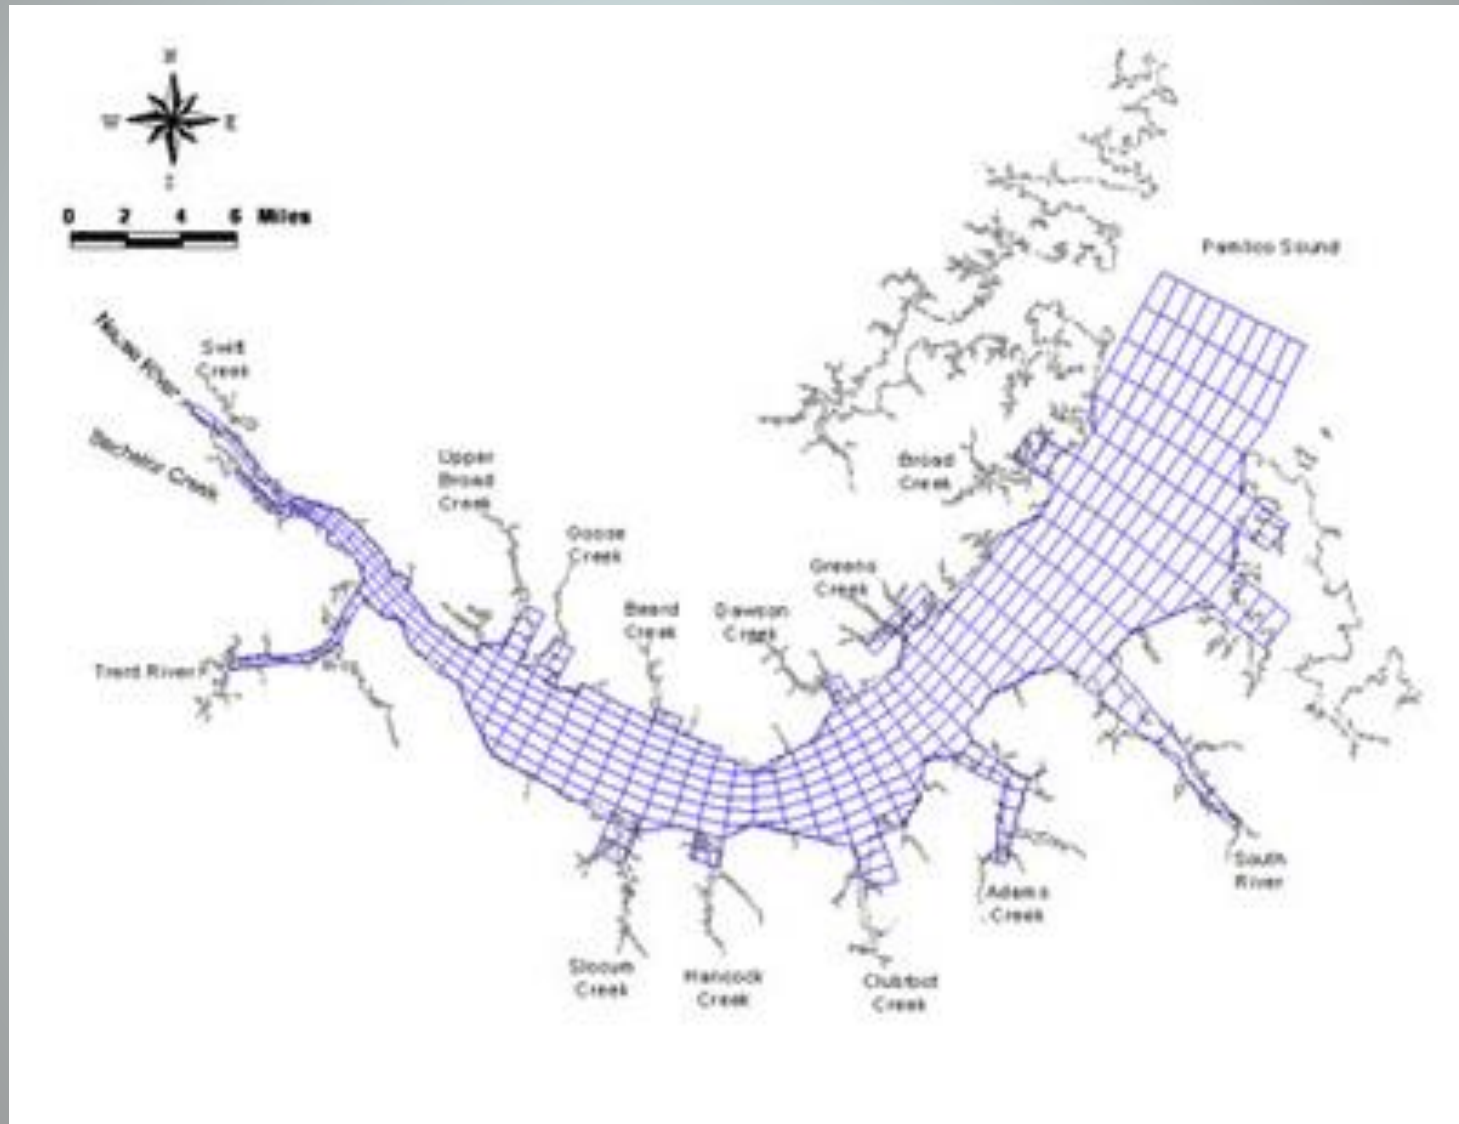 N
W E
S
0 2 4 6 Miles
Pamlico Sound
Neuse River
Swift
Creek
Bachelor Creek
Upper
Broad
Creek
Goose
Creek
Broad
Creek
Greens
Creek
Beard
Creek
Dawson
Creek
Trent River
South
River
Adams
Creek
Slocum
Creek
Hancock
Creek
Clubfoot
Creek